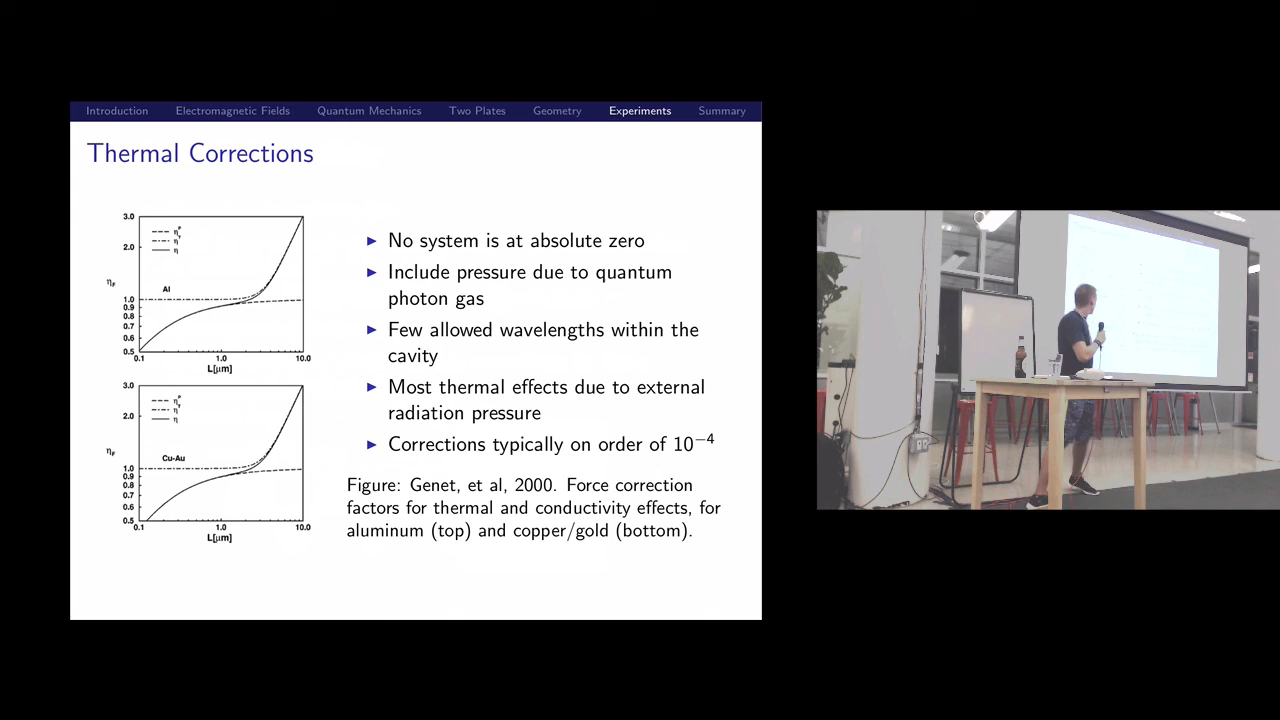 Introduction Electromagnetic Fields Quantum Mechanics Two Plates Geometry Experiments Summary
Thermal Corrections
3.0
2.0
1.0
0.9
0.8
0.7
0.6
0.5
η_F
η^P
η^T
η
Al
0.1 1.0 10.0
L[μm]
3.0
2.0
1.0
0.9
0.8
0.7
0.6
0.5
η_F
η
Cu-Au
0.1 1.0 10.0
L[μm]
▶ No system is at absolute zero
▶ Include pressure due to quantum
photon gas
▶ Few allowed wavelengths within the
cavity
▶ Most thermal effects due to external
radiation pressure
▶ Corrections typically on order of 10⁻⁴
Figure: Genet, et al, 2000. Force correction
factors for thermal and conductivity effects, for
aluminum (top) and copper/gold (bottom).